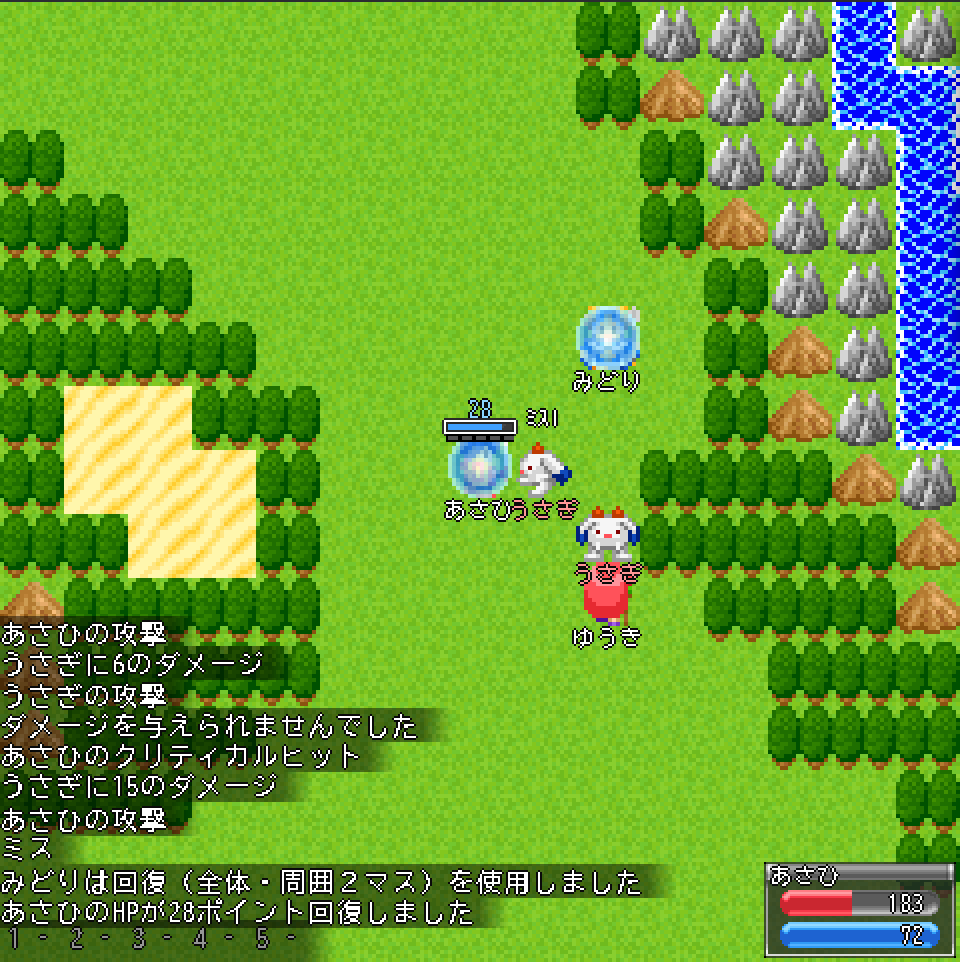 みどり
28
ﾐｽ!
あさひ
うさぎ
うさぎ
ゆうき
あさひの攻撃
うさぎに6のダメージ
うさぎの攻撃
ダメージを与えられませんでした
あさひのクリティカルヒット
うさぎに15のダメージ
あさひの攻撃
ミス
みどりは回復（全体・周囲２マス）を使用しました
あさひのHPが28ポイント回復しました
1 - 2 - 3 - 4 - 5 -
あさひ
183
72